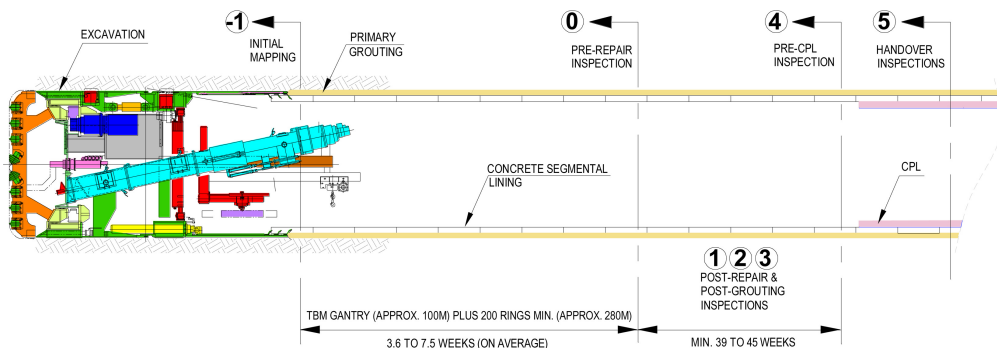 EXCAVATION
-1
INITIAL
MAPPING
PRIMARY
GROUTING
0
PRE-REPAIR
INSPECTION
4
PRE-CPL
INSPECTION
5
HANDOVER
INSPECTIONS
CONCRETE SEGMENTAL
LINING
CPL
1 2 3
POST-REPAIR &
POST-GROUTING
INSPECTIONS
TBM GANTRY (APPROX. 100M) PLUS 200 RINGS MIN. (APPROX. 280M)
3.6 TO 7.5 WEEKS (ON AVERAGE)
MIN. 39 TO 45 WEEKS